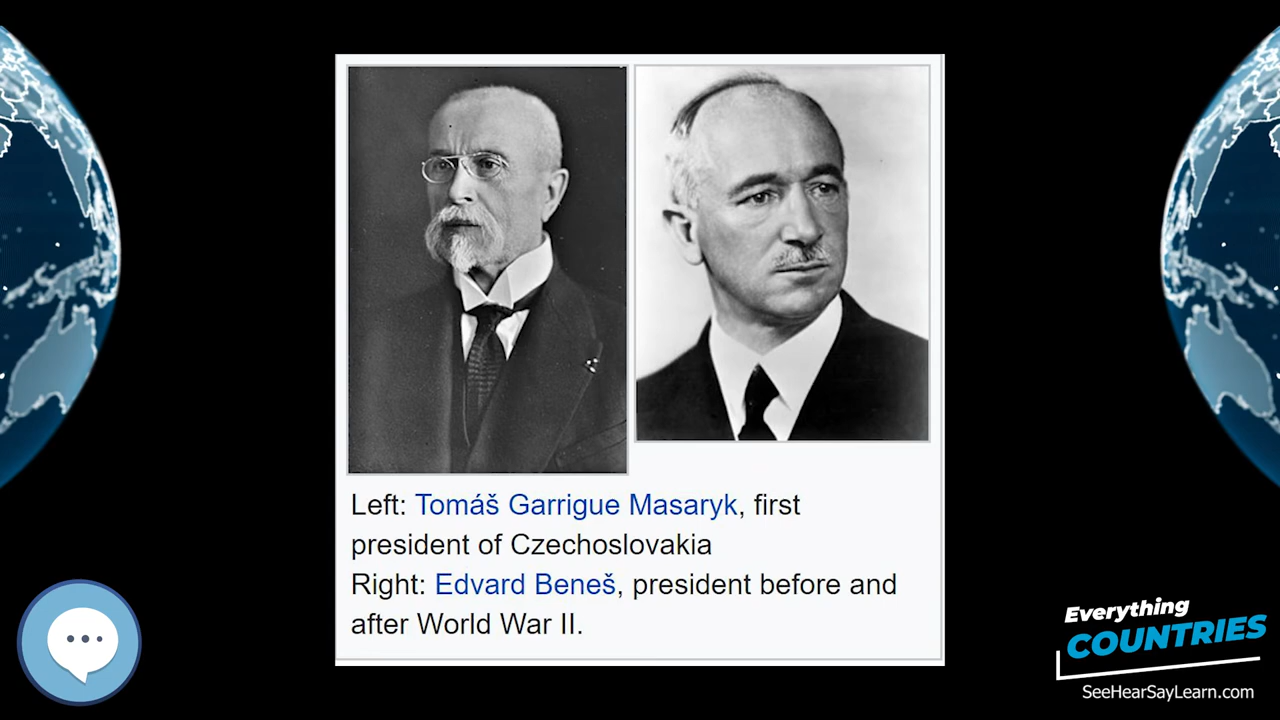 Left: Tomáš Garrigue Masaryk, first
president of Czechoslovakia
Right: Edvard Beneš, president before and
after World War II.
Everything
COUNTRIES
SeeHearSayLearn.com